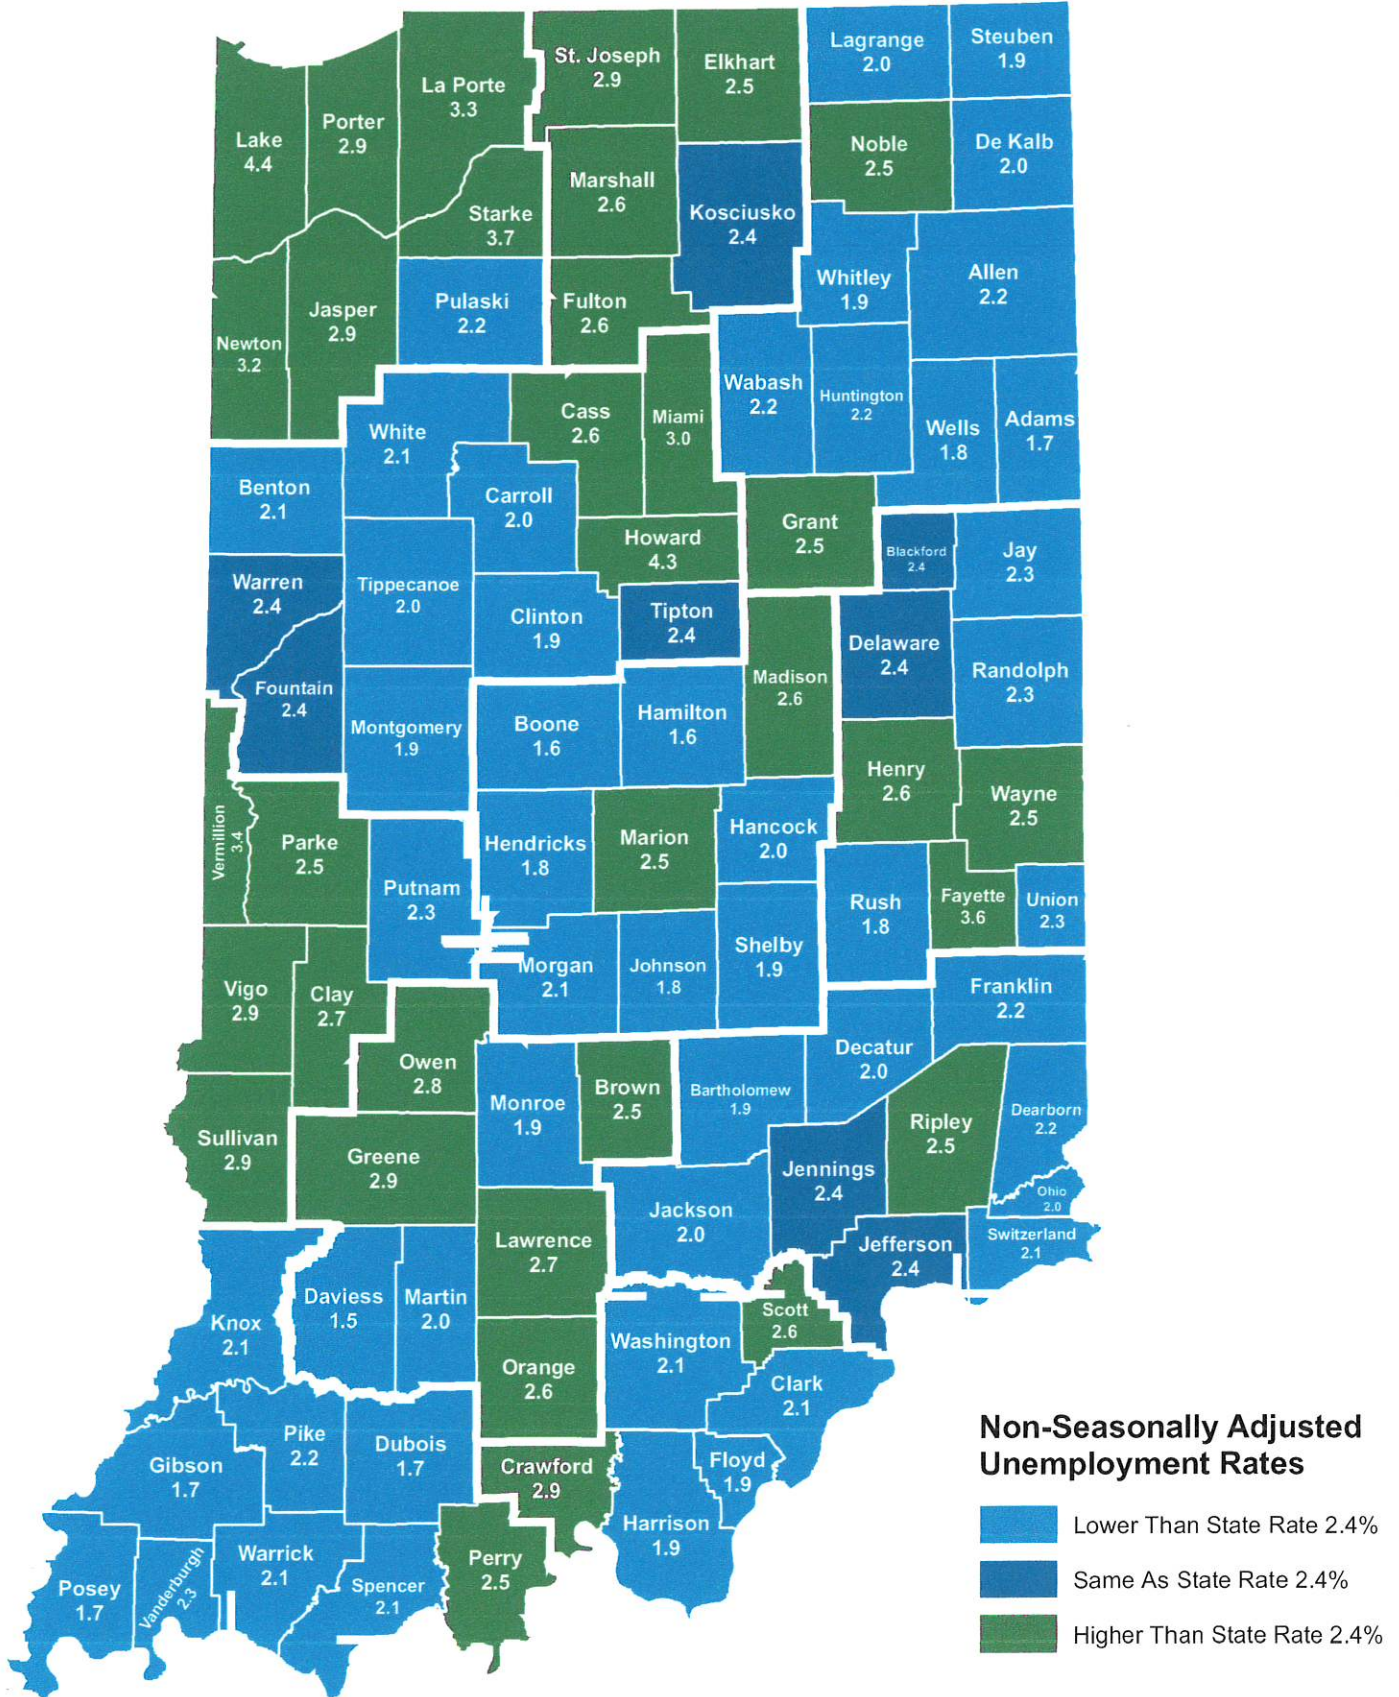 Lagrange
2.0
Steuben
1.9
St. Joseph
2.9
Elkhart
2.5
La Porte
3.3
Porter
2.9
Lake
4.4
Noble
2.5
De Kalb
2.0
Marshall
2.6
Kosciusko
2.4
Starke
3.7
Whitley
1.9
Allen
2.2
Pulaski
2.2
Fulton
2.6
Jasper
2.9
Newton
3.2
Wabash
2.2
Huntington
2.2
Wells
1.8
Adams
1.7
White
2.1
Cass
2.6
Miami
3.0
Benton
2.1
Carroll
2.0
Grant
2.5
Howard
4.3
Blackford
2.4
Jay
2.3
Warren
2.4
Tippecanoe
2.0
Clinton
1.9
Tipton
2.4
Delaware
2.4
Randolph
2.3
Madison
2.6
Fountain
2.4
Montgomery
1.9
Boone
1.6
Hamilton
1.6
Henry
2.6
Wayne
2.5
Vermillion
3.4
Parke
2.5
Hendricks
1.8
Marion
2.5
Hancock
2.0
Putnam
2.3
Rush
1.8
Fayette
3.6
Union
2.3
Shelby
1.9
Morgan
2.1
Johnson
1.8
Vigo
2.9
Clay
2.7
Franklin
2.2
Owen
2.8
Decatur
2.0
Monroe
1.9
Brown
2.5
Bartholomew
1.9
Ripley
2.5
Dearborn
2.2
Sullivan
2.9
Greene
2.9
Jennings
2.4
Ohio
2.0
Jackson
2.0
Lawrence
2.7
Jefferson
2.4
Switzerland
2.1
Daviess
1.5
Martin
2.0
Knox
2.1
Scott
2.6
Washington
2.1
Orange
2.6
Clark
2.1
Pike
2.2
Dubois
1.7
Gibson
1.7
Crawford
2.9
Floyd
1.9
Harrison
1.9
Warrick
2.1
Perry
2.5
Posey
1.7
Vanderburgh
2.3
Spencer
2.1
Non-Seasonally Adjusted
Unemployment Rates
Lower Than State Rate 2.4%
Same As State Rate 2.4%
Higher Than State Rate 2.4%